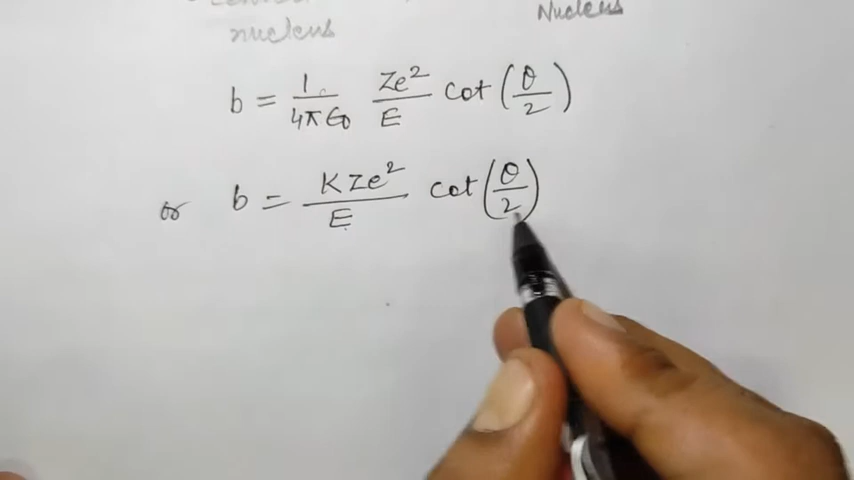 Nucleus
nucleus
b = 1/4πϵ0 Ze²/E cot(θ/2)
or b = KZe²/E cot(θ/2)